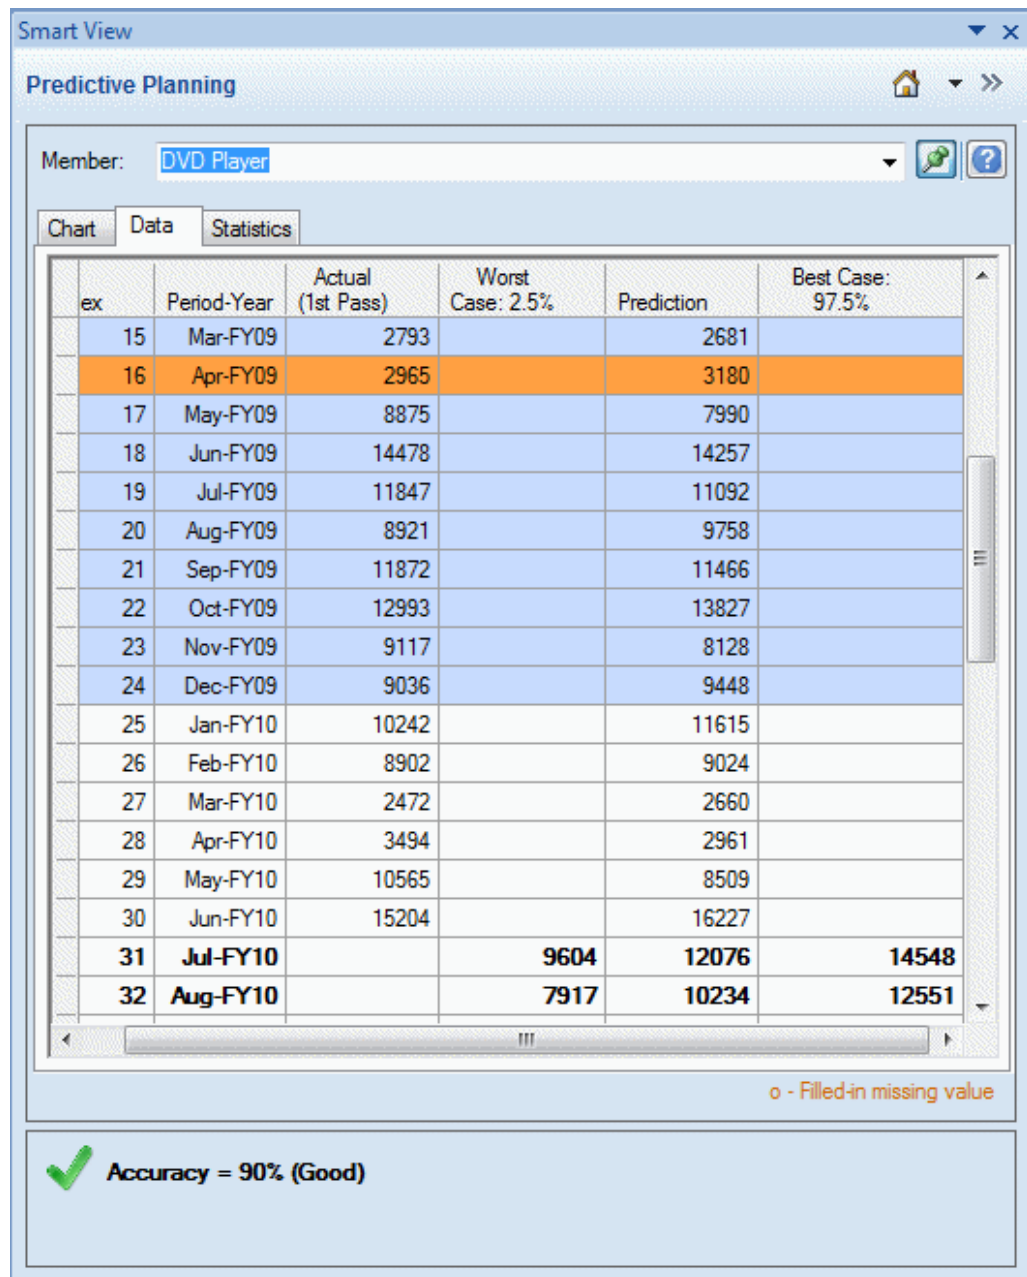 Smart View
Predictive Planning
Member: DVD Player
Chart Data Statistics
ex Period-Year Actual (1st Pass) Worst Case: 2.5% Prediction Best Case: 97.5%
15 Mar-FY09 2793 2681
16 Apr-FY09 2965 3180
17 May-FY09 8875 7990
18 Jun-FY09 14478 14257
19 Jul-FY09 11847 11092
20 Aug-FY09 8921 9758
21 Sep-FY09 11872 11466
22 Oct-FY09 12993 13827
23 Nov-FY09 9117 8128
24 Dec-FY09 9036 9448
25 Jan-FY10 10242 11615
26 Feb-FY10 8902 9024
27 Mar-FY10 2472 2660
28 Apr-FY10 3494 2961
29 May-FY10 10565 8509
30 Jun-FY10 15204 16227
31 Jul-FY10 9604 12076 14548
32 Aug-FY10 7917 10234 12551
o - Filled-in missing value
Accuracy = 90% (Good)